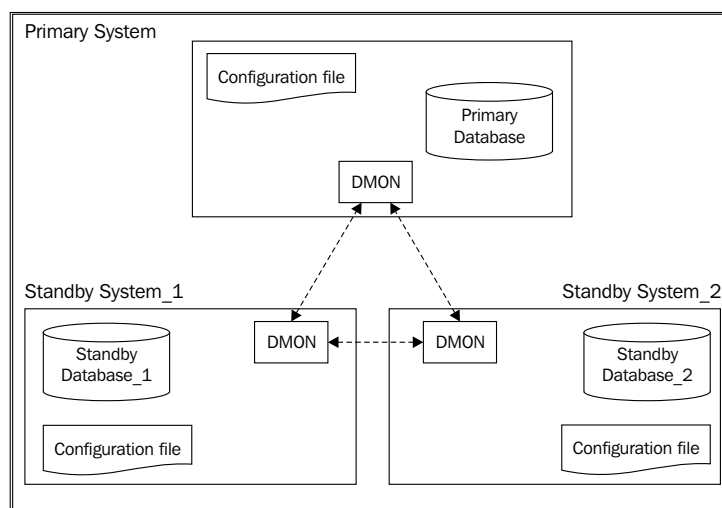 Primary System
Configuration file
Primary
Database
DMON
Standby System_1
Standby System_2
DMON
DMON
Standby
Database_1
Standby
Database_2
Configuration file
Configuration file